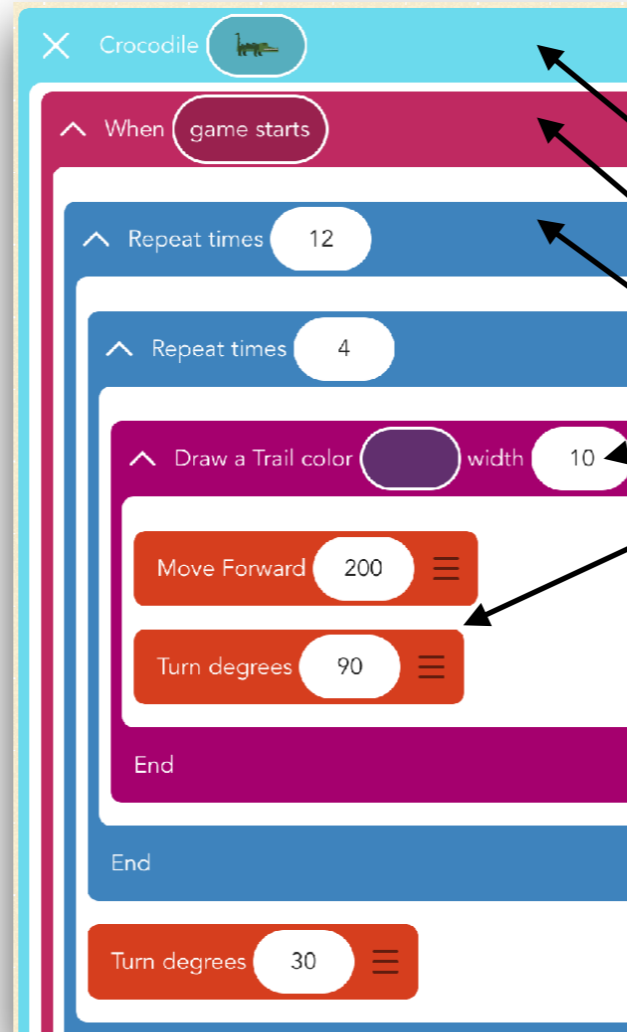 Crocodile
When game starts
Repeat times 12
Repeat times 4
Draw a Trail color width 10
Move Forward 200
Turn degrees 90
End
End
Turn degrees 30